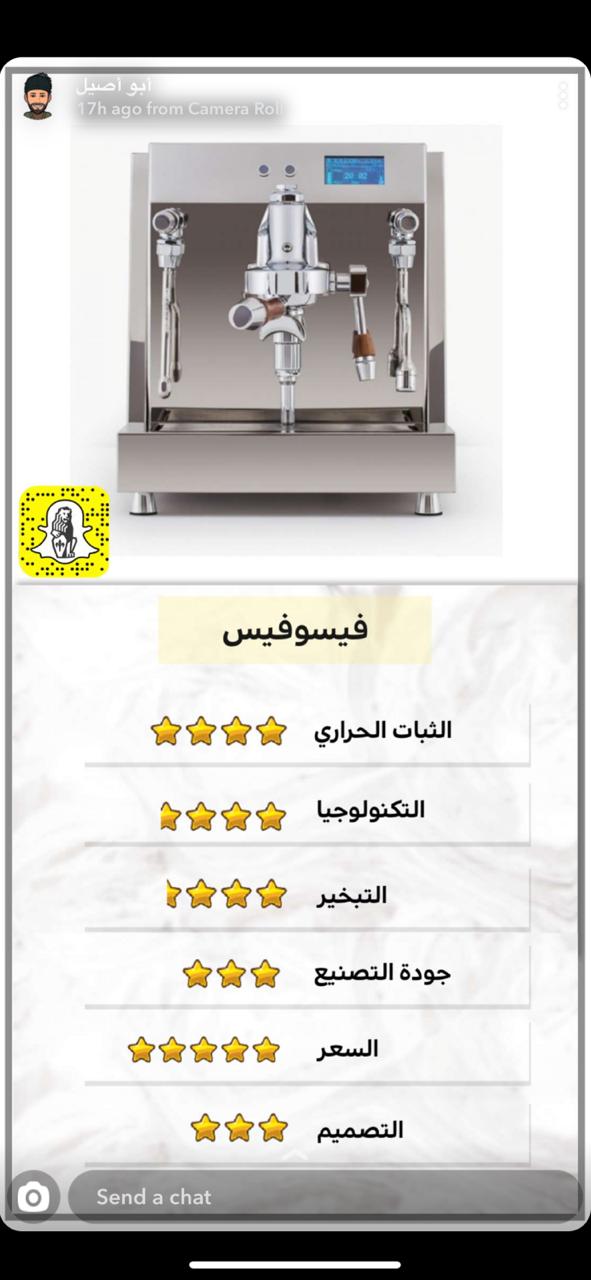 أبو أصيل
17h ago from Camera Roll
20 02
فيسوفيس
الثبات الحراري
التكنولوجيا
التبخير
جودة التصنيع
السعر
التصميم
Send a chat